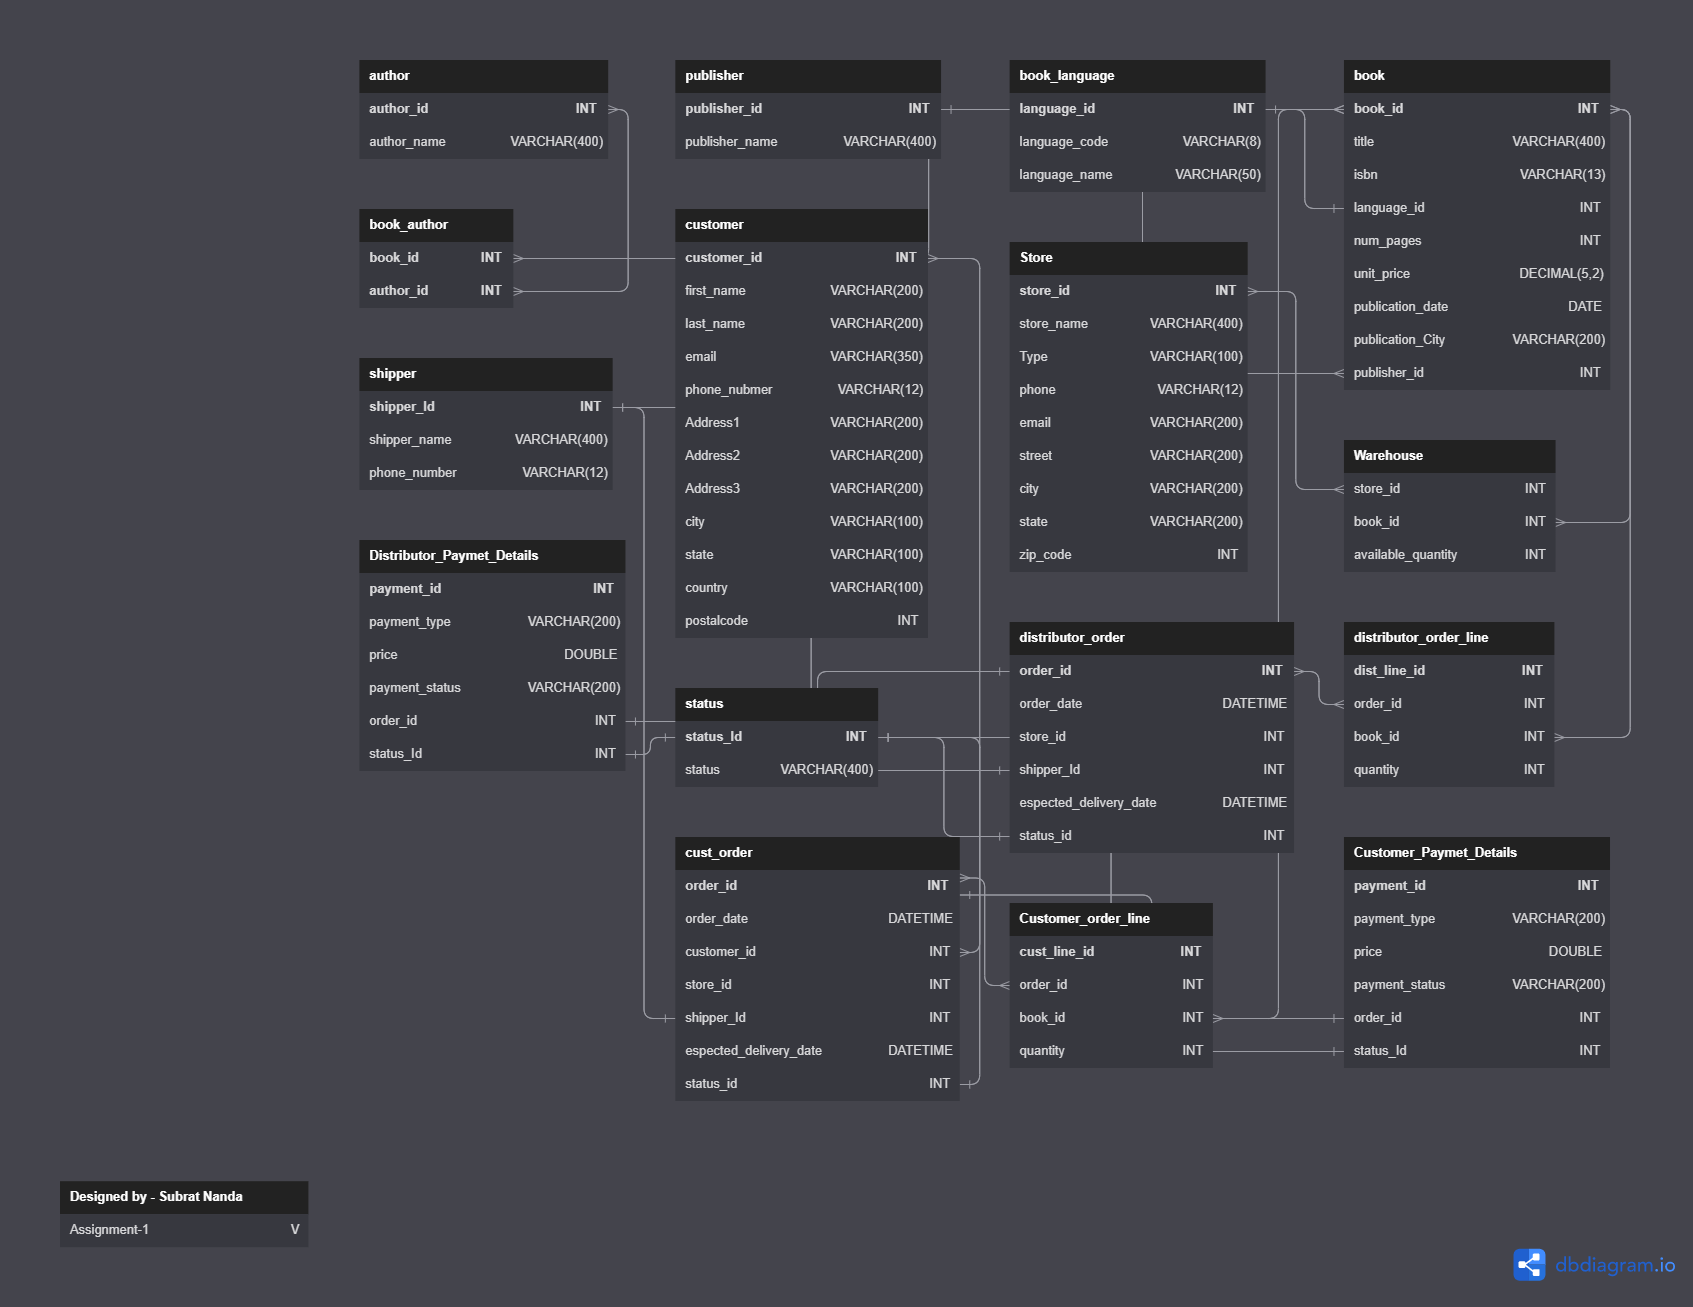 author
author_id INT
author_name VARCHAR(400)
publisher
publisher_id INT
publisher_name VARCHAR(400)
book_language
language_id INT
language_code VARCHAR(8)
language_name VARCHAR(50)
book
book_id INT
title VARCHAR(400)
isbn VARCHAR(13)
language_id INT
num_pages INT
unit_price DECIMAL(5,2)
publication_date DATE
publication_City VARCHAR(200)
publisher_id INT
book_author
book_id INT
author_id INT
customer
customer_id INT
first_name VARCHAR(200)
last_name VARCHAR(200)
email VARCHAR(350)
phone_nubmer VARCHAR(12)
Address1 VARCHAR(200)
Address2 VARCHAR(200)
Address3 VARCHAR(200)
city VARCHAR(100)
state VARCHAR(100)
country VARCHAR(100)
postalcode INT
Store
store_id INT
store_name VARCHAR(400)
Type VARCHAR(100)
phone VARCHAR(12)
email VARCHAR(200)
street VARCHAR(200)
city VARCHAR(200)
state VARCHAR(200)
zip_code INT
shipper
shipper_Id INT
shipper_name VARCHAR(400)
phone_number VARCHAR(12)
Warehouse
store_id INT
book_id INT
available_quantity INT
Distributor_Paymet_Details
payment_id INT
payment_type VARCHAR(200)
price DOUBLE
payment_status VARCHAR(200)
order_id INT
status_Id INT
status
status_Id INT
status VARCHAR(400)
distributor_order
order_id INT
order_date DATETIME
store_id INT
shipper_Id INT
espected_delivery_date DATETIME
status_id INT
distributor_order_line
dist_line_id INT
order_id INT
book_id INT
quantity INT
cust_order
order_id INT
order_date DATETIME
customer_id INT
store_id INT
shipper_Id INT
espected_delivery_date DATETIME
status_id INT
Customer_order_line
cust_line_id INT
order_id INT
book_id INT
quantity INT
Customer_Paymet_Details
payment_id INT
payment_type VARCHAR(200)
price DOUBLE
payment_status VARCHAR(200)
order_id INT
status_Id INT
Designed by - Subrat Nanda
Assignment-1 V
dbdiagram.io